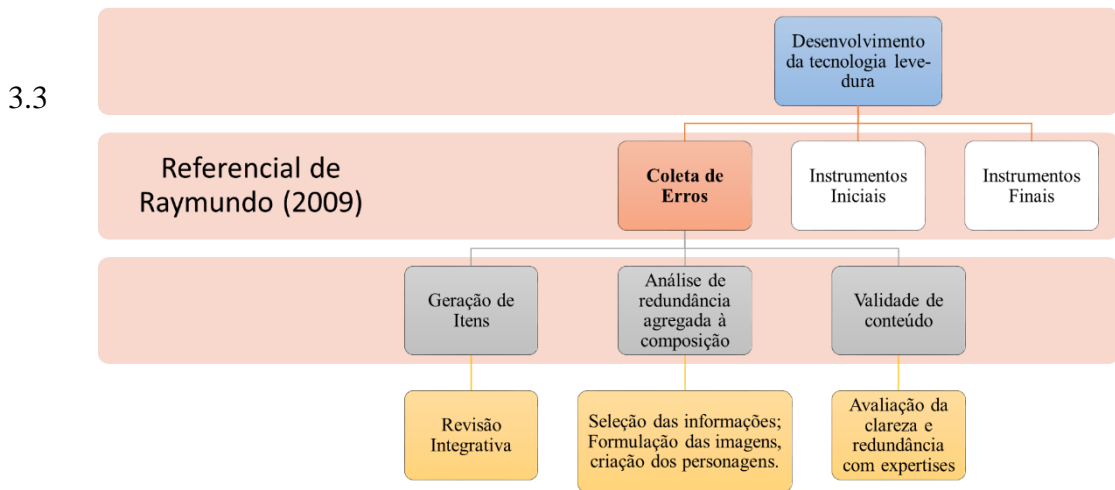 Desenvolvimento
da tecnologia leve-
dura
3.3
Referencial de
Raymundo (2009)
Coleta de
Erros
Instrumentos
Iniciais
Instrumentos
Finais
Geração de
Itens
Análise de
redundância
agregada à
composição
Validade de
conteúdo
Revisão
Integrativa
Seleção das informações;
Formulação das imagens,
criação dos personagens.
Avaliação da
clareza e
redundância
com expertises